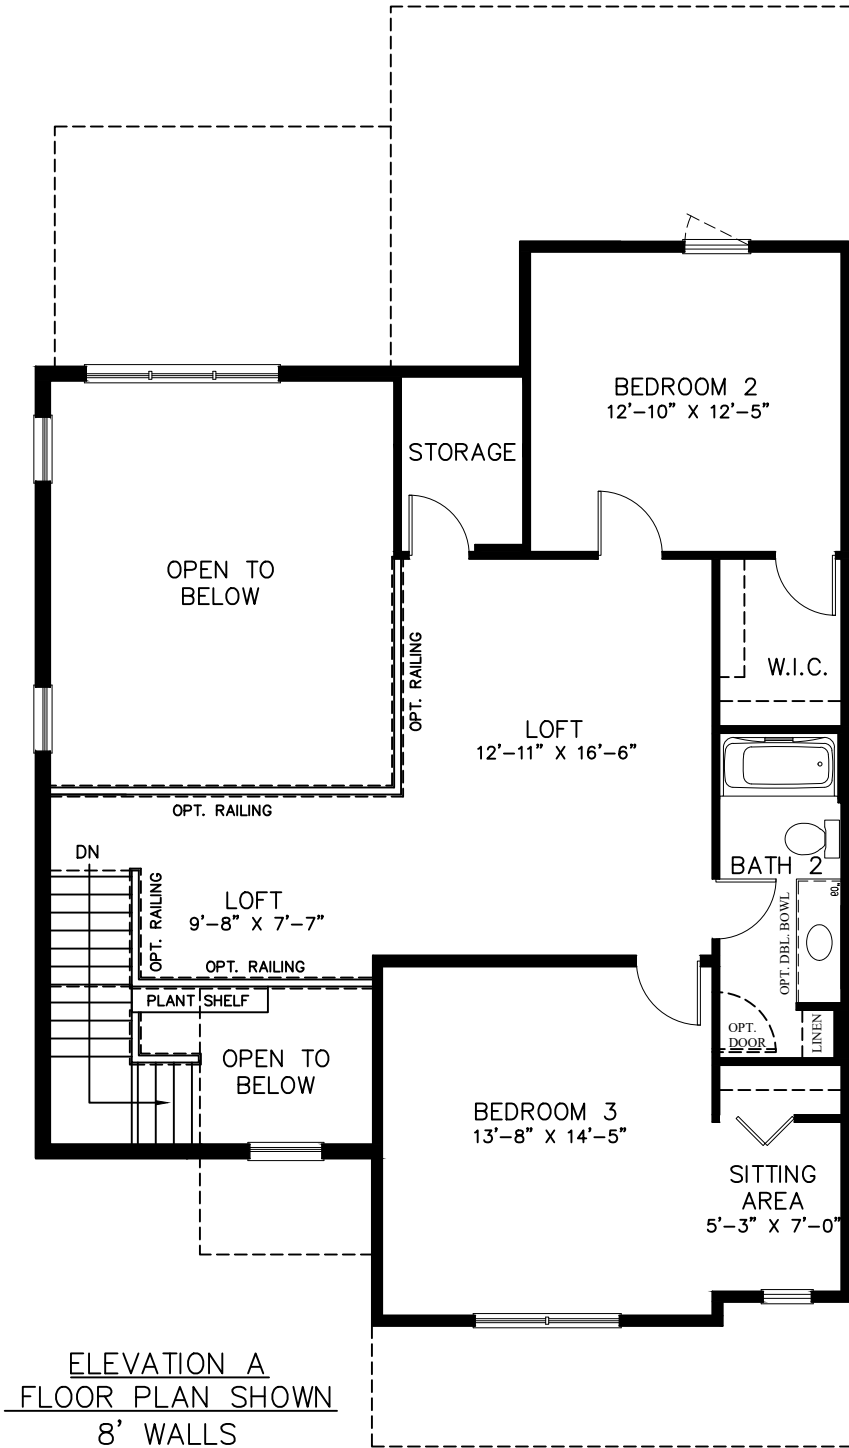 BEDROOM 2
12'-10" X 12'-5"
STORAGE
OPEN TO
BELOW
OPT. RAILING
W.I.C.
LOFT
12'-11" X 16'-6"
OPT. RAILING
DN
BATH 2
OPT. RAILING
LOFT
9'-8" X 7'-7"
OPT. DBL. BOWL
OPT. RAILING
PLANT SHELF
OPT.
DOOR
LINEN
OPEN TO
BELOW
BEDROOM 3
13'-8" X 14'-5"
SITTING
AREA
5'-3" X 7'-0"
ELEVATION A
FLOOR PLAN SHOWN
8' WALLS